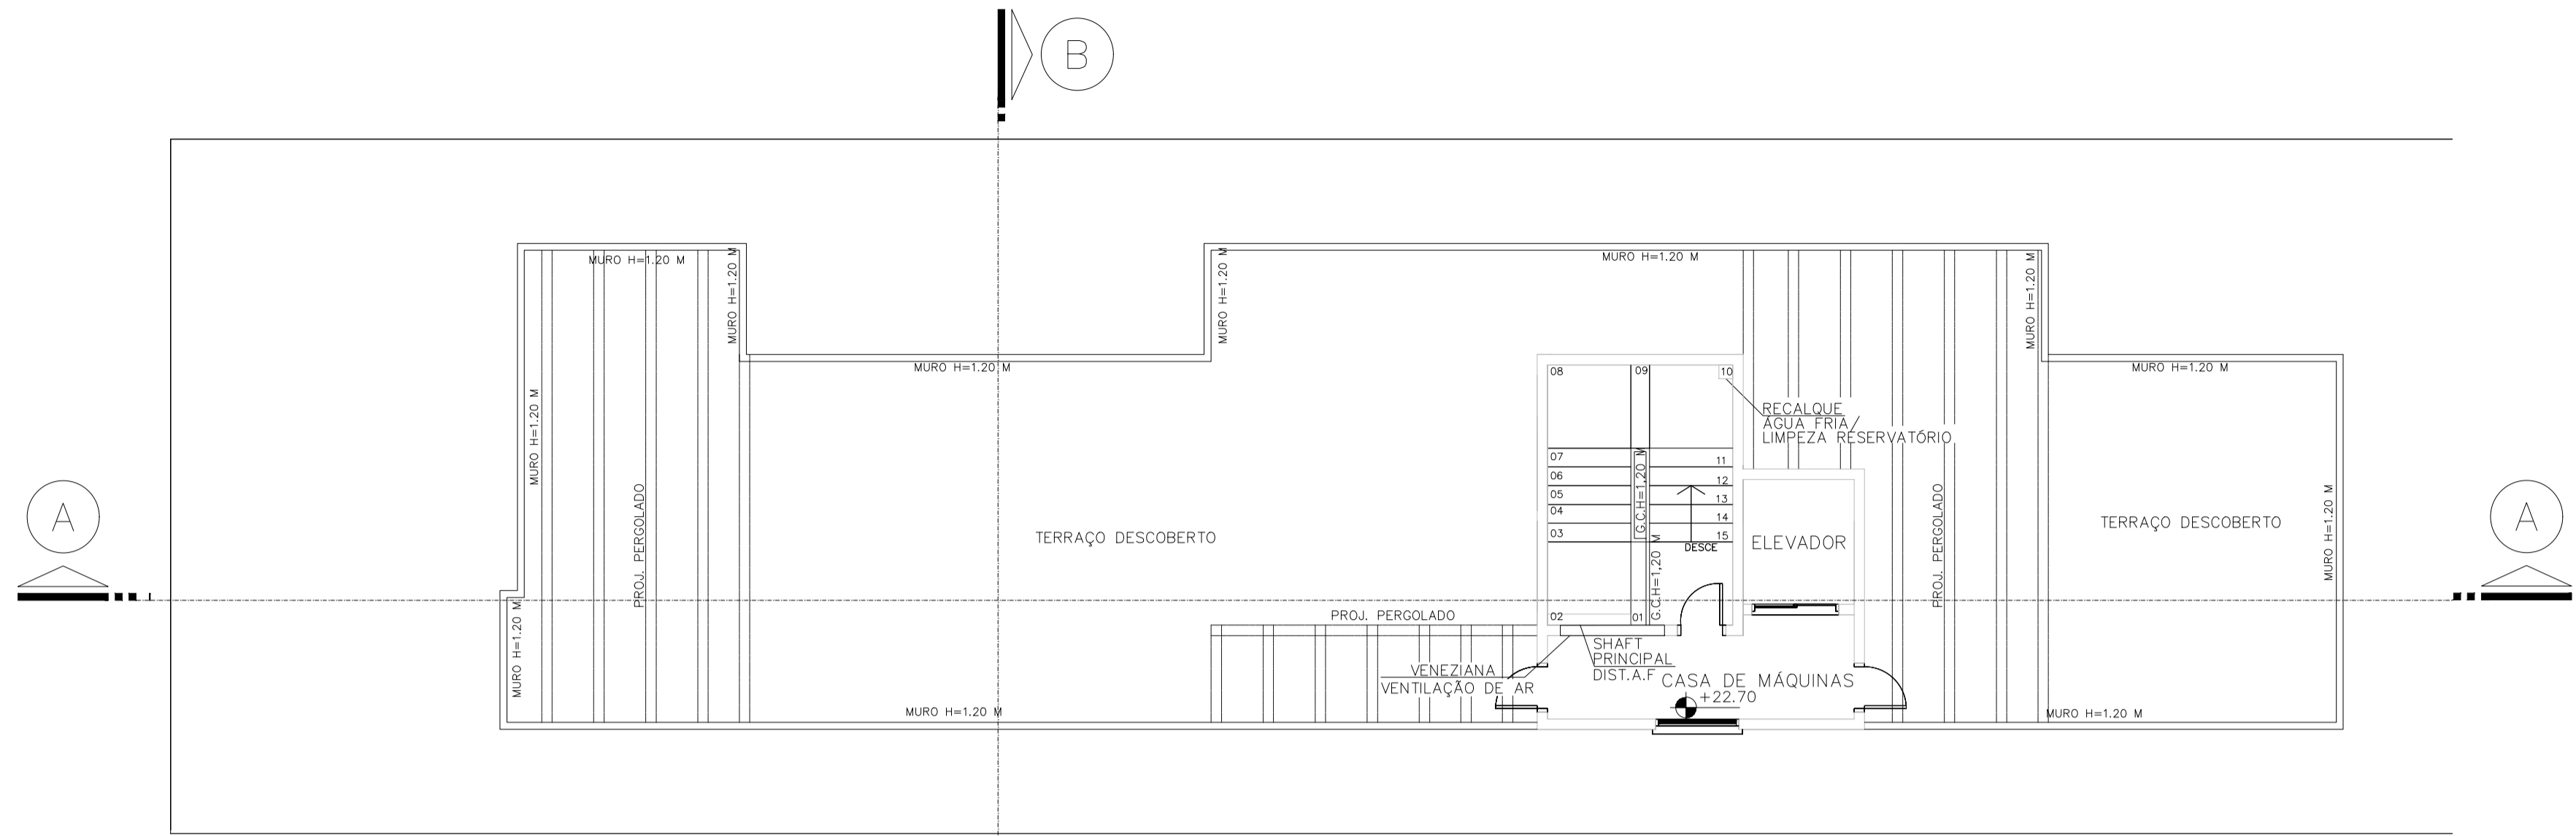 B
MURO H=1.20 M
MURO H=1.20 M
MURO H=1.20 M
MURO H=1.20 M
MURO H=1.20 M
MURO H=1.20 M
MURO H=1.20 M
MURO H=1.20 M
08
09
10
RECALQUE
ÁGUA FRIA/
LIMPEZA RESERVATÓRIO
07
06
05
04
03
02
01
11
12
13
14
15
DESCE
G.C.H=1,20 M
G.C.H=1,20 M
ELEVADOR
A
A
PROJ. PERGOLADO
TERRAÇO DESCOBERTO
PROJ. PERGOLADO
TERRAÇO DESCOBERTO
MURO H=1.20 M
MURO H=1.20 M
PROJ. PERGOLADO
SHAFT
PRINCIPAL
DIST.A.F
VENEZIANA
VENTILAÇÃO DE AR
CASA DE MÁQUINAS
+22.70
MURO H=1.20 M
MURO H=1.20 M